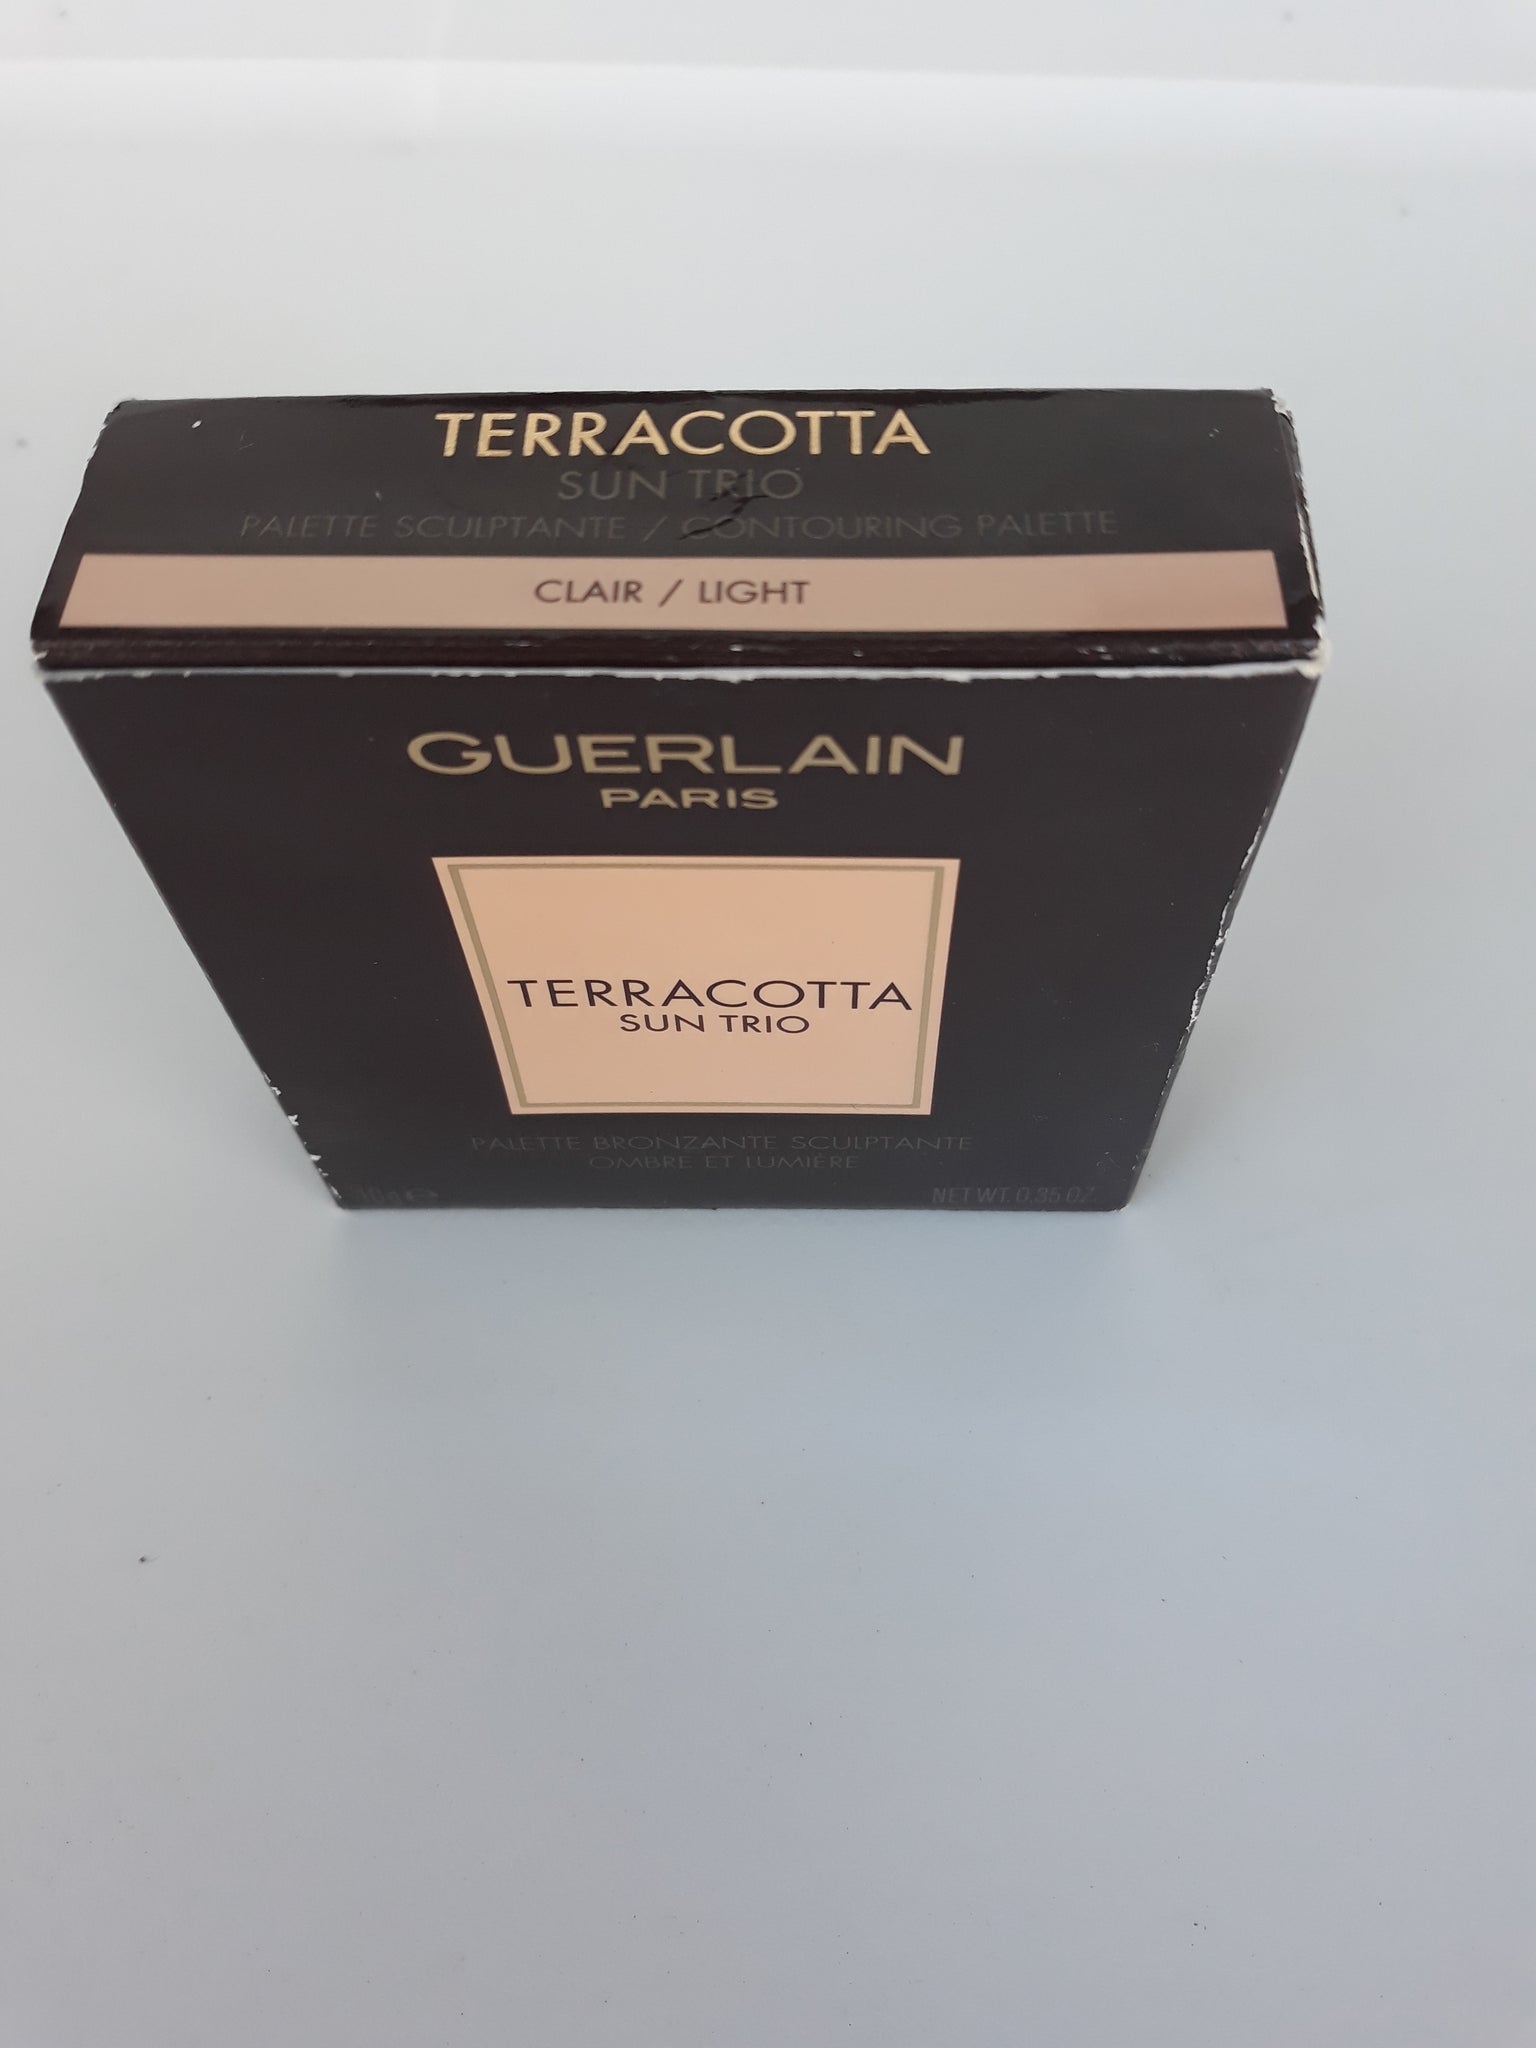 TERRACOTTA
SUN TRIO
PALETTE SCULPTANTE / CONTOURING PALETTE
CLAIR / LIGHT
GUERLAIN
PARIS
TERRACOTTA
SUN TRIO
PALETTE BRONZANTE SCULPTANTE
OMBRE ET LUMIÈRE
10 g ℮ NET WT. 0.35 OZ.